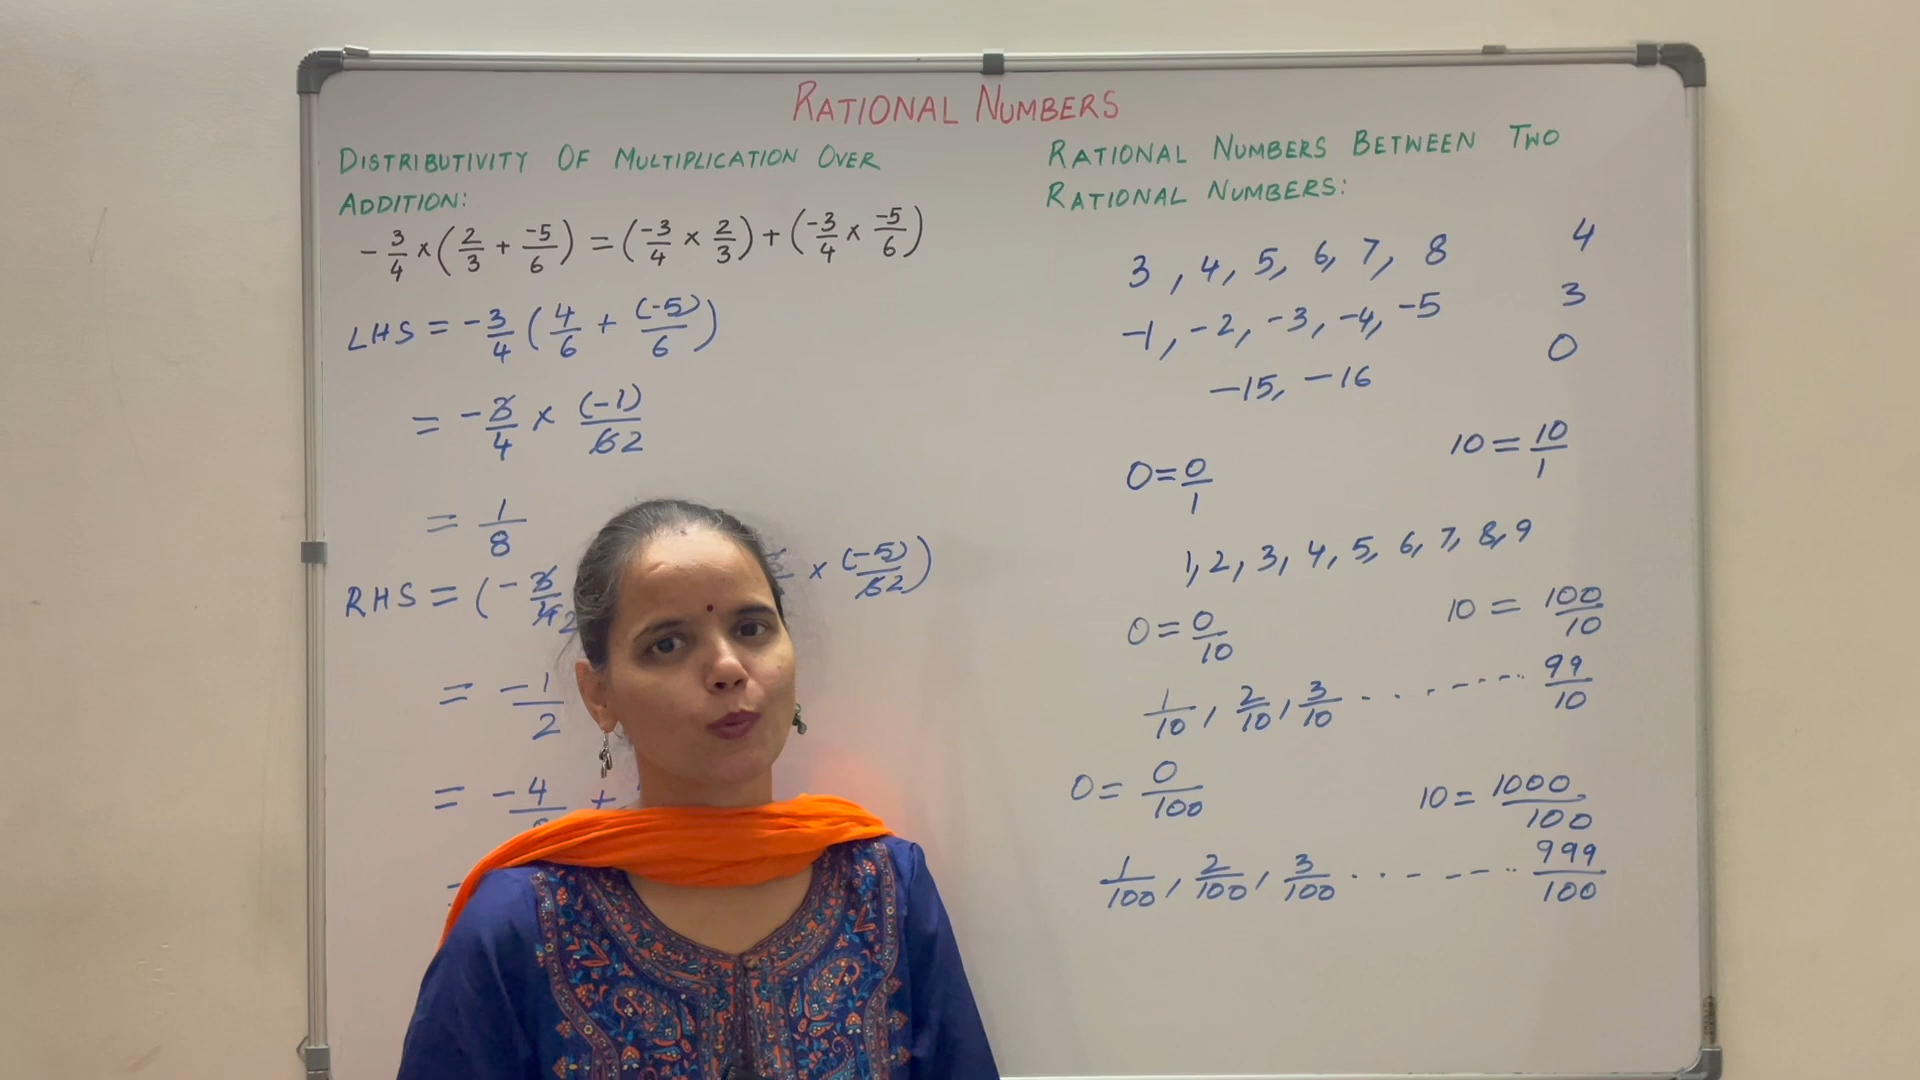 RATIONAL NUMBERS
DISTRIBUTIVITY OF MULTIPLICATION OVER
ADDITION:
-3/4 × (2/3 + -5/6) = (-3/4 × 2/3) + (-3/4 × -5/6)
LHS = -3/4 (4/6 + (-5)/6)
= -3/4 × (-1)/6 2
= 1/8
RHS = (-3/4 2 × (-5)/6 2)
= -1/2
= -4/ +
RATIONAL NUMBERS BETWEEN TWO
RATIONAL NUMBERS:
3, 4, 5, 6, 7, 8 4
-1, -2, -3, -4, -5 3
-15, -16 0
0 = 0/1 10 = 10/1
1, 2, 3, 4, 5, 6, 7, 8, 9
0 = 0/10 10 = 100/10
1/10, 2/10, 3/10 ........ 99/10
0 = 0/100 10 = 1000/100
1/100, 2/100, 3/100 ........ 999/100